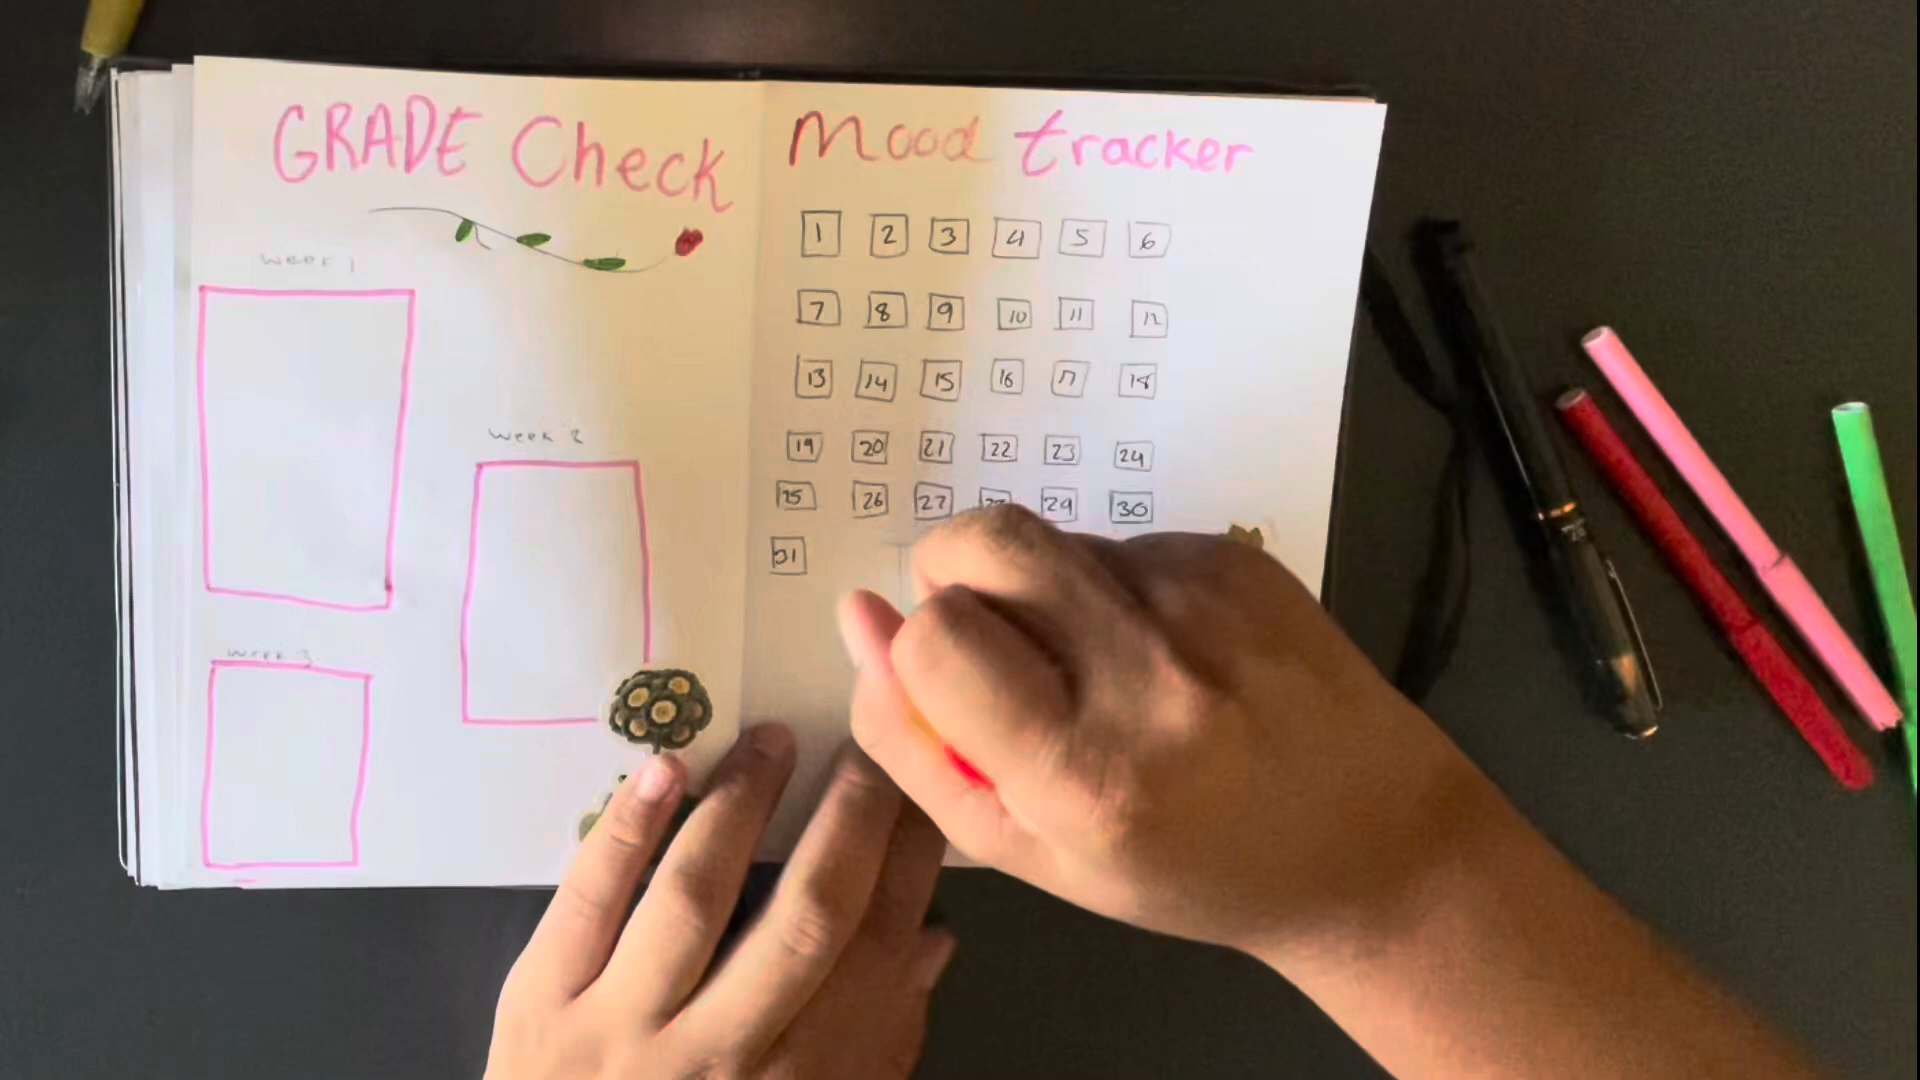 GRADE Check
week 1
week 2
week 3
Mood tracker
1 2 3 4 5 6
7 8 9 10 11 12
13 14 15 16 17 18
19 20 21 22 23 24
25 26 27 29 30
31